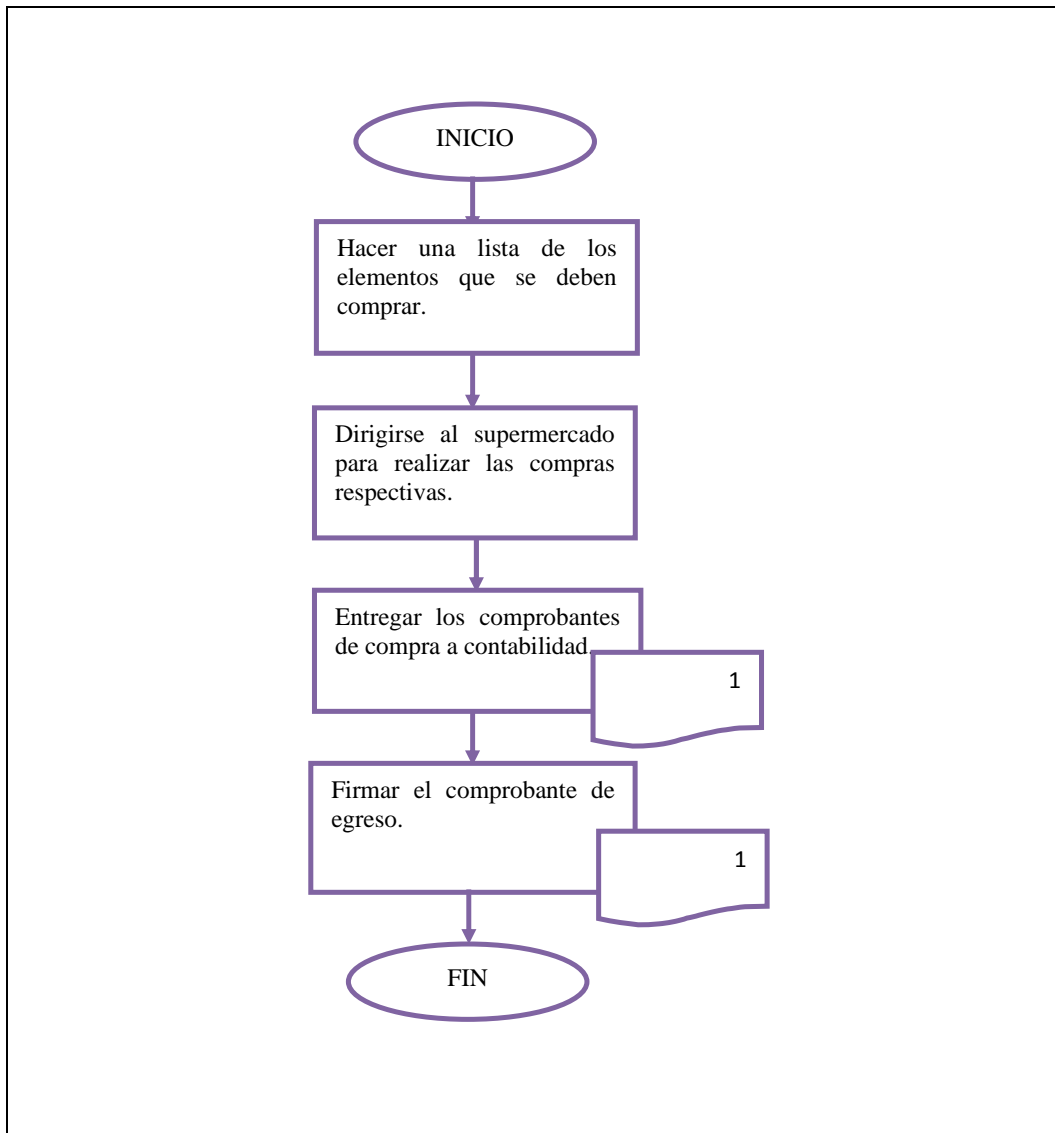 INICIO
Hacer una lista de los
elementos que se deben
comprar.
Dirigirse al supermercado
para realizar las compras
respectivas.
Entregar los comprobantes
de compra a contabilidad.
1
Firmar el comprobante de
egreso.
1
FIN